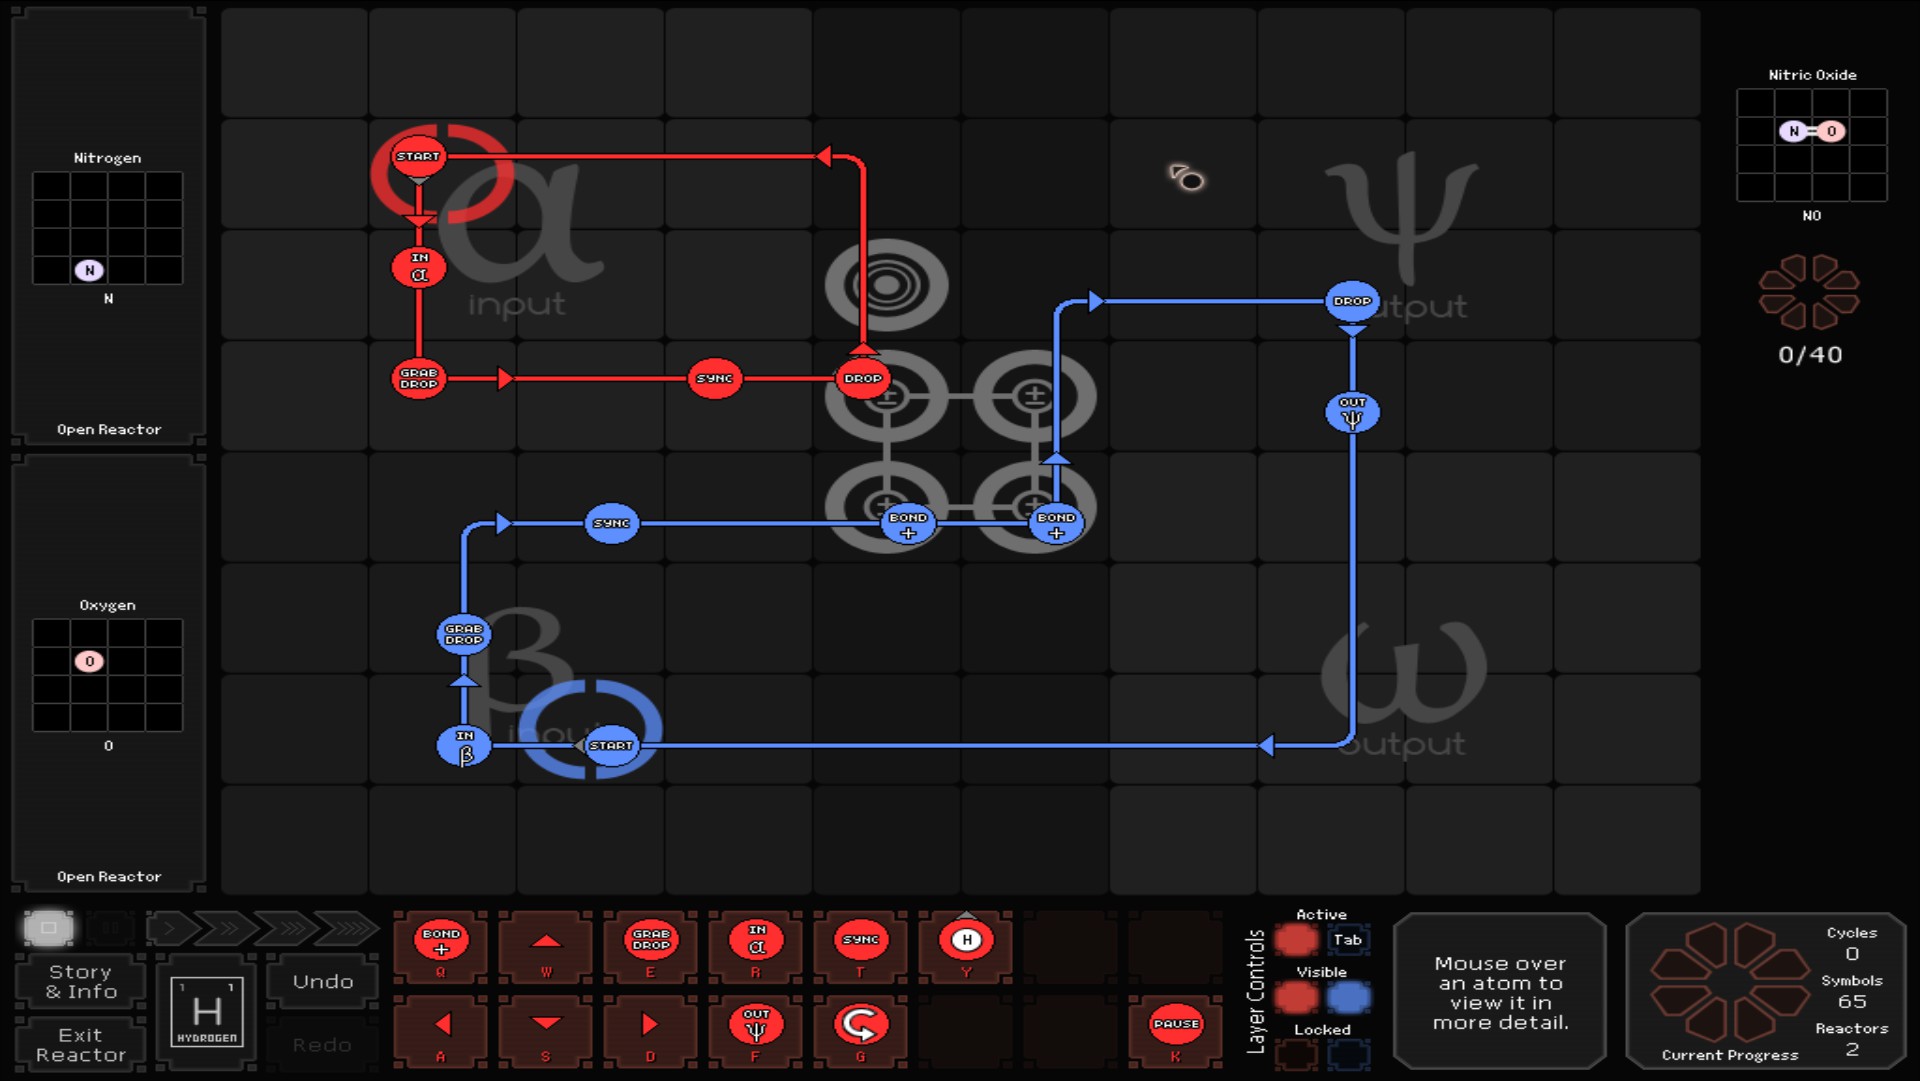 Nitrogen
N
N
Open Reactor
Oxygen
O
O
Open Reactor
START
IN
α
GRAB
DROP
SYNC
DROP
α
input
ψ
output
DROP
OUT
ψ
SYNC
BOND
+
BOND
+
GRAB
DROP
β
input
IN
β
START
ω
output
Nitric Oxide
N=O
NO
0/40
Story
& Info
Exit
Reactor
1 1
H
HYDROGEN
Undo
Redo
BOND
+
Q
W
GRAB
DROP
E
IN
α
R
SYNC
T
H
Y
A
S
D
OUT
ψ
F
G
PAUSE
K
Layer Controls
Active
Tab
Visible
Locked
Mouse over
an atom to
view it in
more detail.
Cycles
0
Symbols
65
Reactors
2
Current Progress